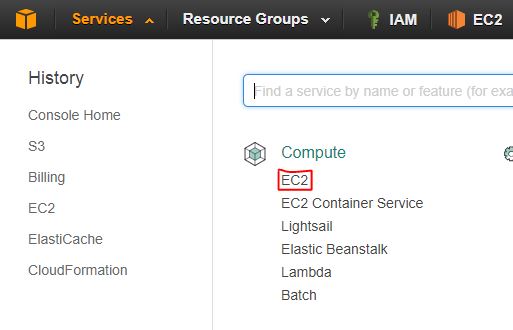 Services Resource Groups IAM EC2
History
Console Home
S3
Billing
EC2
ElastiCache
CloudFormation
Find a service by name or feature (for exa
Compute
EC2
EC2 Container Service
Lightsail
Elastic Beanstalk
Lambda
Batch